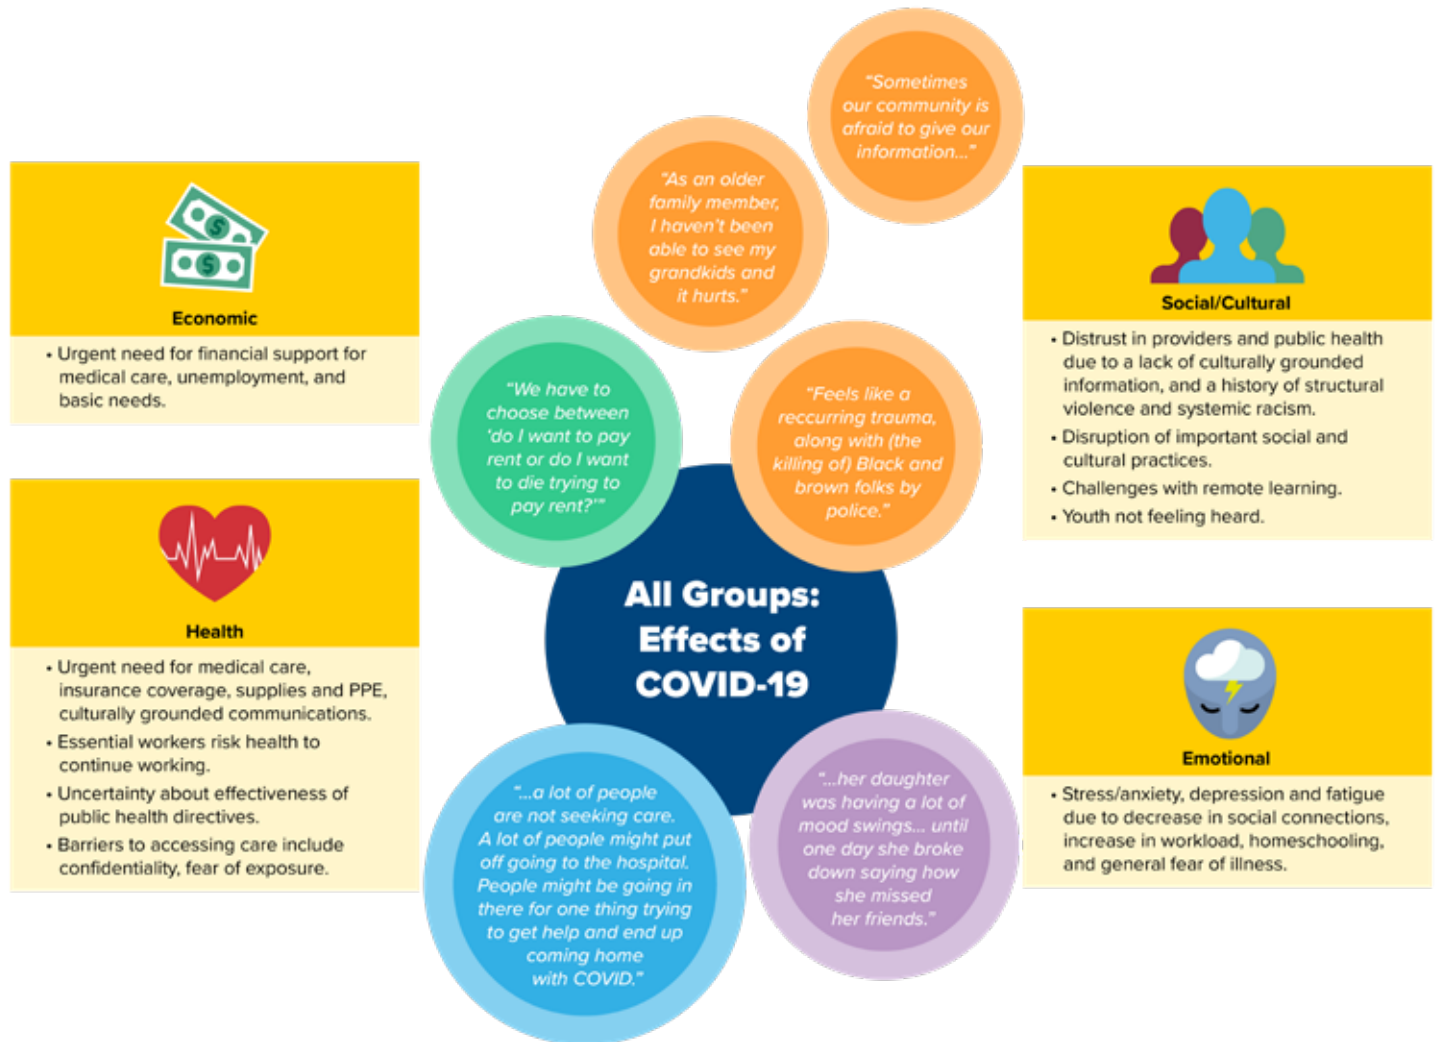 "Sometimes
our community is
afraid to give our
information..."
"As an older
family member,
I haven't been
able to see my
grandkids and
it hurts."
Economic
• Urgent need for financial support for
medical care, unemployment, and
basic needs.
Social/Cultural
• Distrust in providers and public health
due to a lack of culturally grounded
information, and a history of structural
violence and systemic racism.
• Disruption of important social and
cultural practices.
• Challenges with remote learning.
• Youth not feeling heard.
"We have to
choose between
'do I want to pay
rent or do I want
to die trying to
pay rent?'"
"Feels like a
reccurring trauma,
along with (the
killing of) Black and
brown folks by
police."
All Groups:
Effects of
COVID-19
Health
• Urgent need for medical care,
insurance coverage, supplies and PPE,
culturally grounded communications.
• Essential workers risk health to
continue working.
• Uncertainty about effectiveness of
public health directives.
• Barriers to accessing care include
confidentiality, fear of exposure.
"...a lot of people
are not seeking care.
A lot of people might put
off going to the hospital.
People might be going in
there for one thing trying
to get help and end up
coming home
with COVID."
"...her daughter
was having a lot of
mood swings... until
one day she broke
down saying how
she missed
her friends."
Emotional
• Stress/anxiety, depression and fatigue
due to decrease in social connections,
increase in workload, homeschooling,
and general fear of illness.